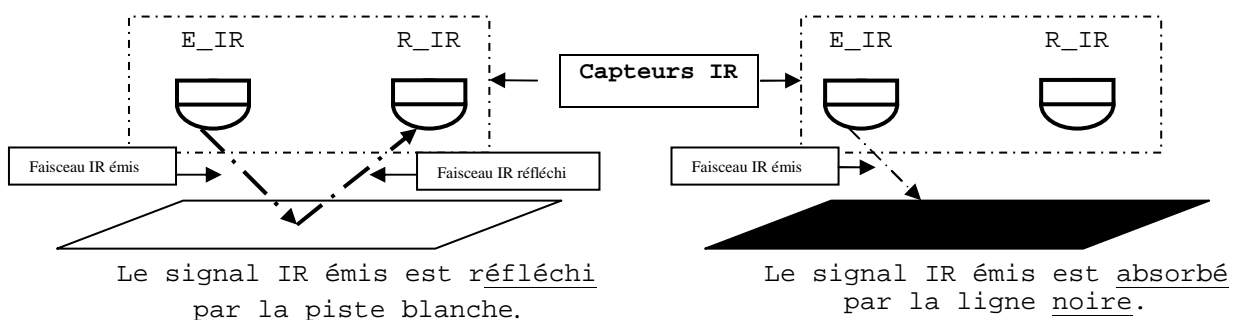 E_IR R_IR
Capteurs IR
E_IR R_IR
Faisceau IR émis
Faisceau IR réfléchi
Faisceau IR émis
Le signal IR émis est réfléchi
par la piste blanche.
Le signal IR émis est absorbé
par la ligne noire.